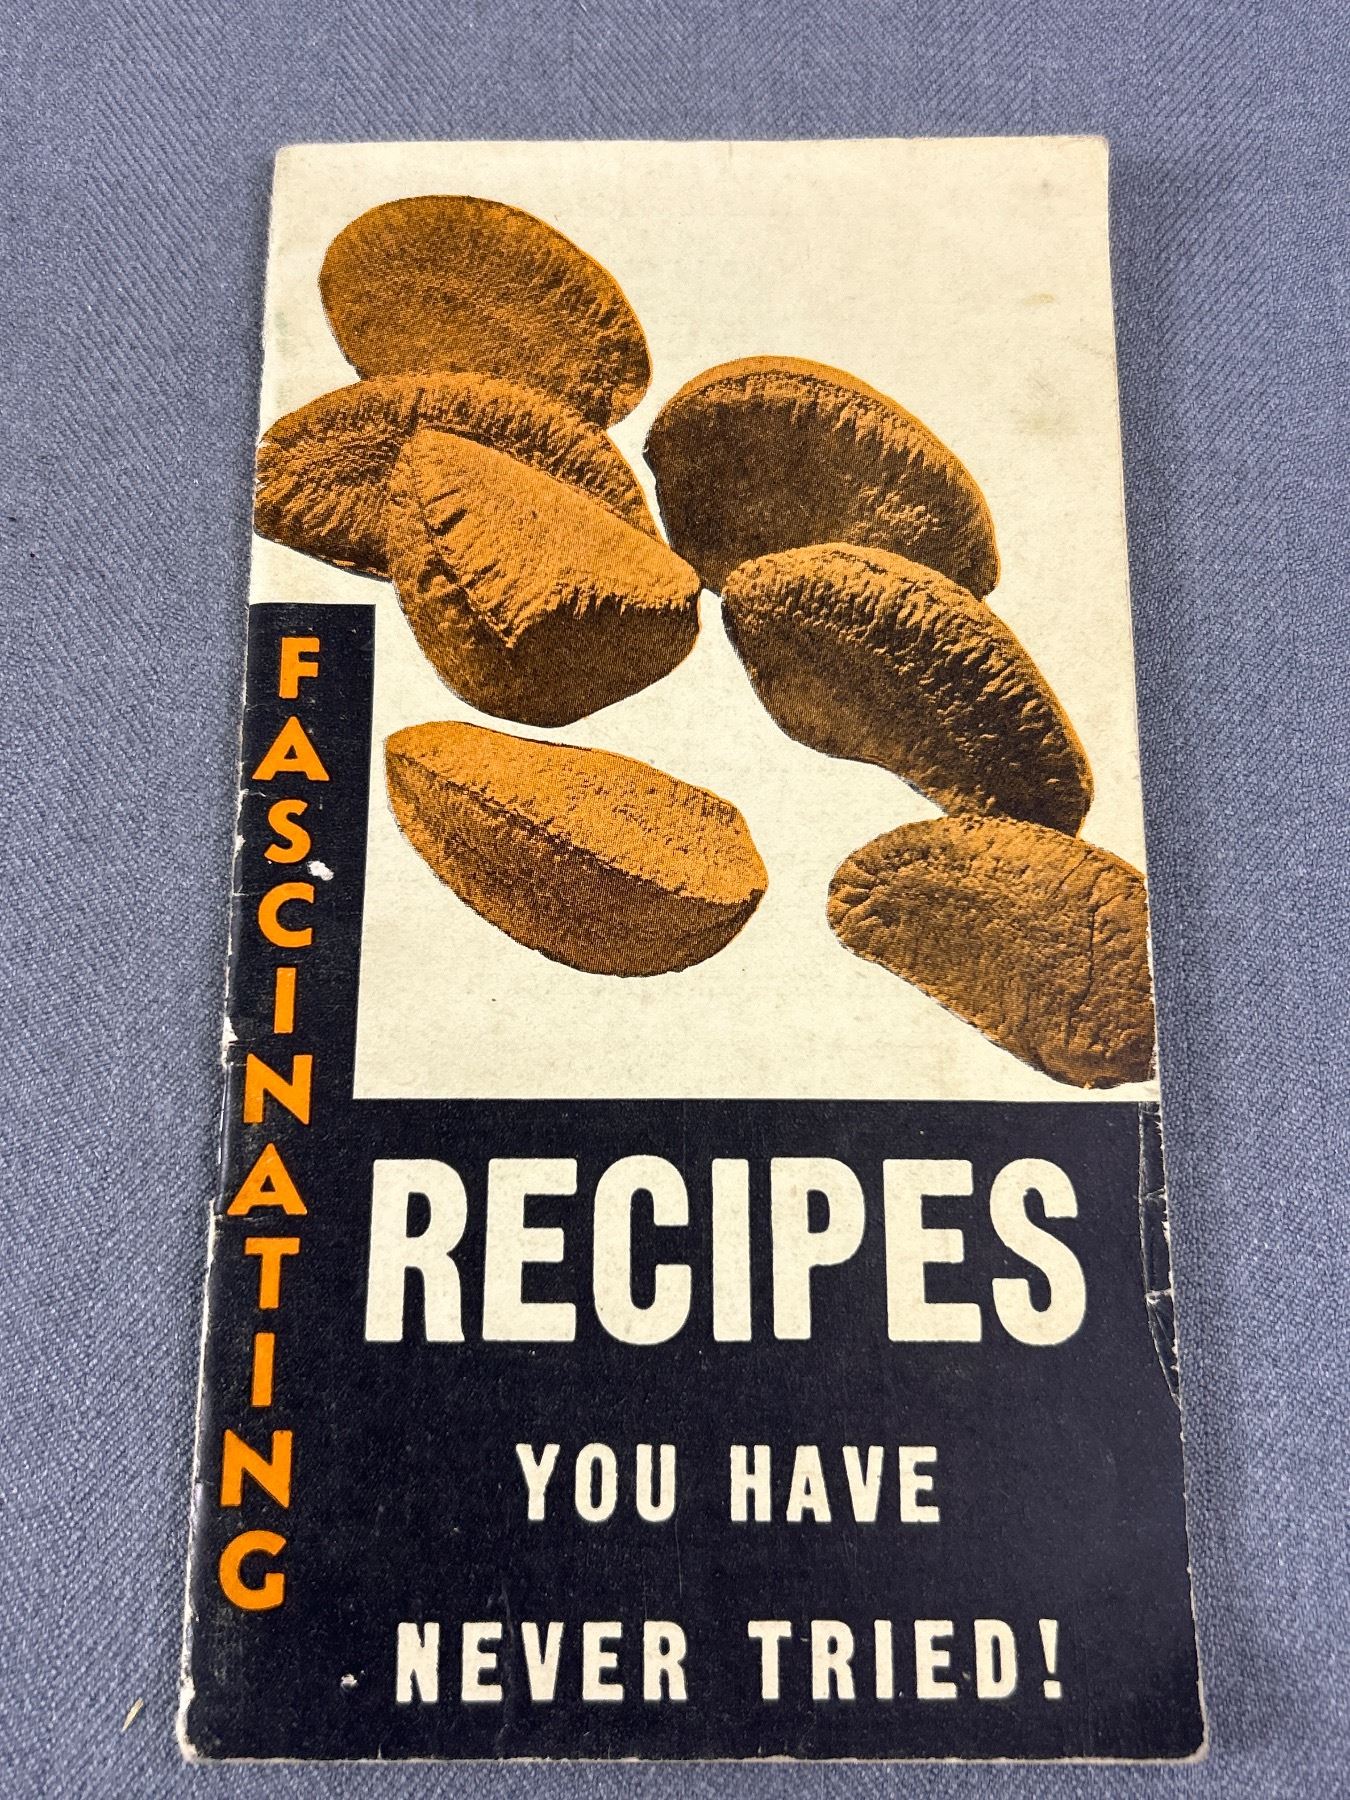 FASCINATING
RECIPES
YOU HAVE
NEVER TRIED!